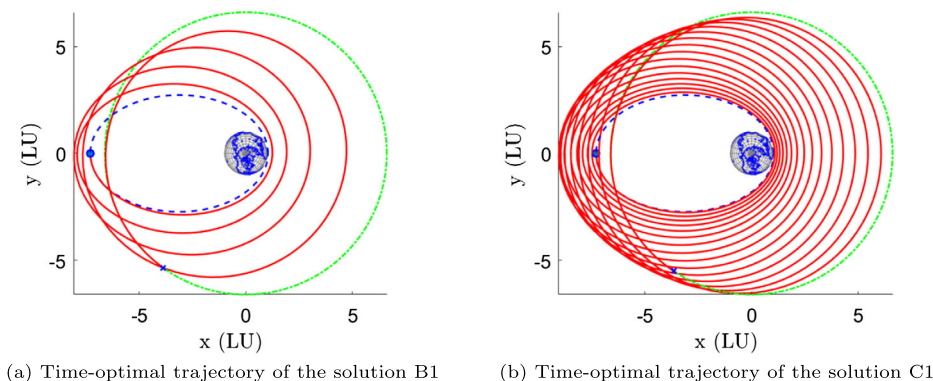 5
0
-5
y (LU)
-5
0
5
x (LU)
(a) Time-optimal trajectory of the solution B1
5
0
-5
y (LU)
-5
0
5
x (LU)
(b) Time-optimal trajectory of the solution C1